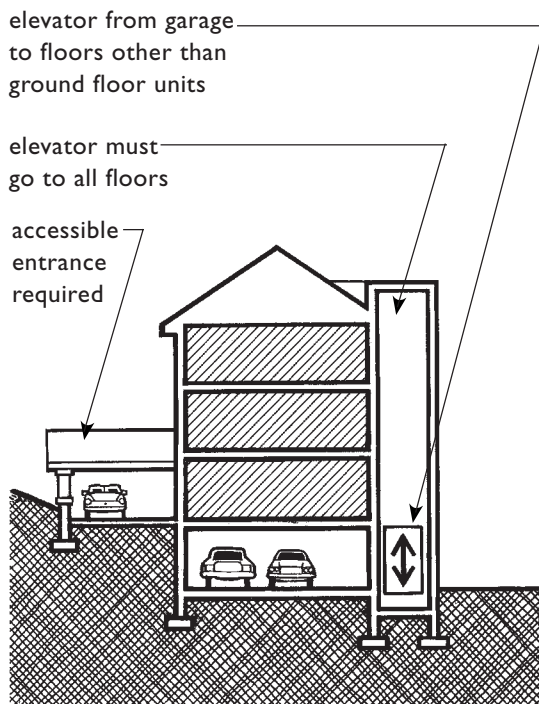 elevator from garage
to floors other than
ground floor units
elevator must
go to all floors
accessible
entrance
required